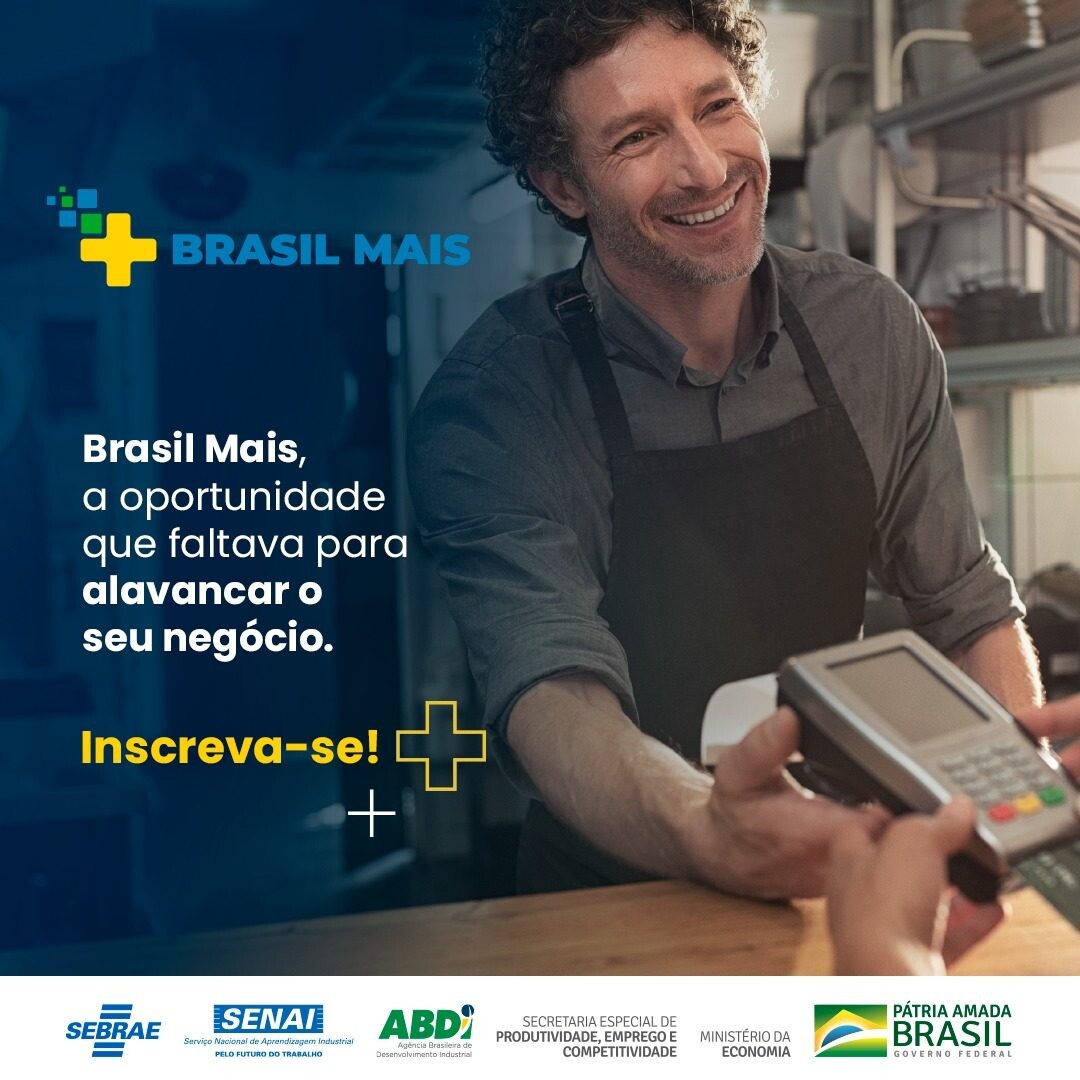 BRASIL MAIS
Brasil Mais,
a oportunidade
que faltava para
alavancar o
seu negócio.
Inscreva-se!
SEBRAE
SENAI
Serviço Nacional de Aprendizagem Industrial
PELO FUTURO DO TRABALHO
ABDI
Agência Brasileira de
Desenvolvimento Industrial
SECRETARIA ESPECIAL DE
PRODUTIVIDADE, EMPREGO E
COMPETITIVIDADE
MINISTÉRIO DA
ECONOMIA
PÁTRIA AMADA
BRASIL
GOVERNO FEDERAL